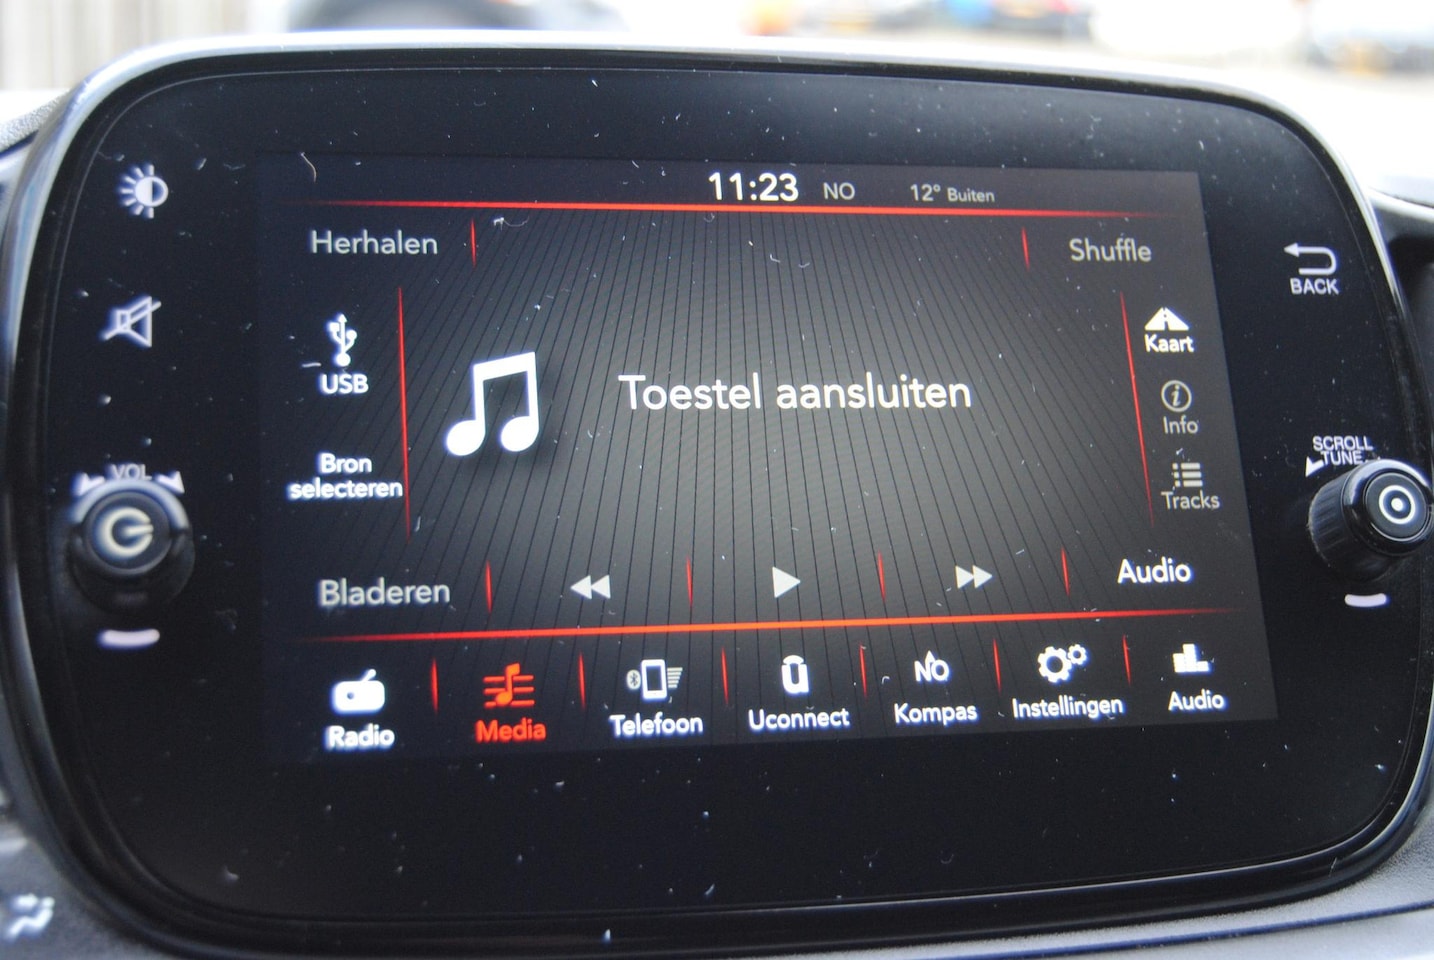 11:23 NO 12° Buiten
Herhalen
Shuffle
BACK
USB
Kaart
Toestel aansluiten
Info
Bron
selecteren
Tracks
VOL
SCROLL
TUNE
Bladeren
Audio
Radio
Media
Telefoon
Uconnect
NO
Kompas
Instellingen
Audio